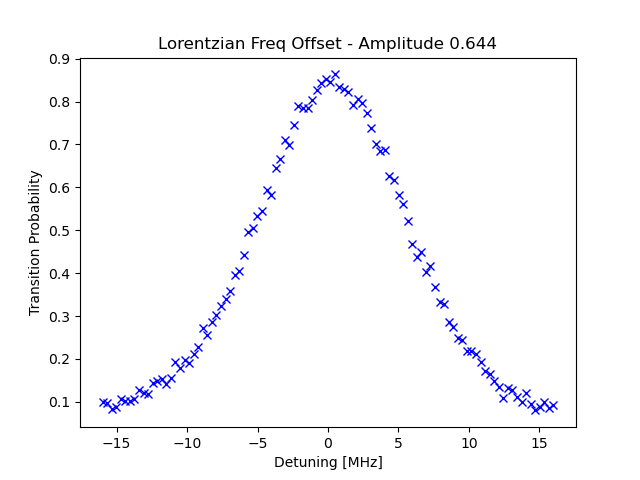 Lorentzian Freq Offset - Amplitude 0.644
Transition Probability
0.9
0.8
0.7
0.6
0.5
0.4
0.3
0.2
0.1
−15 −10 −5 0 5 10 15
Detuning [MHz]